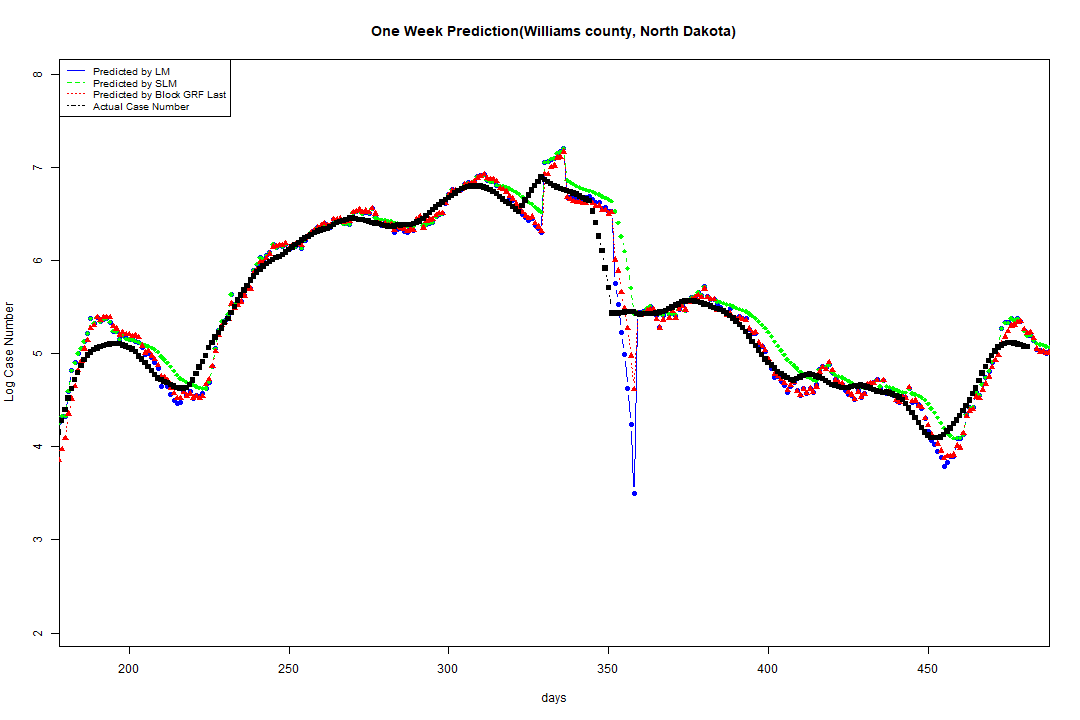 One Week Prediction(Williams county, North Dakota)
Predicted by LM
Predicted by SLM
Predicted by Block GRF Last
Actual Case Number
8
7
6
5
4
3
2
Log Case Number
200 250 300 350 400 450
days